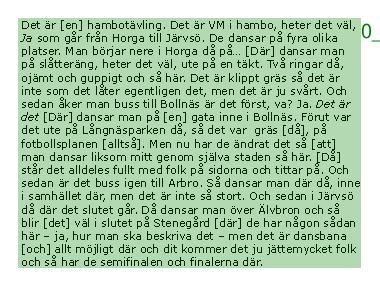 Det är [en] hambotävling. Det är VM i hambo, heter det väl,
Ja som går från Horga till Järvsö. De dansar på fyra olika
platser. Man börjar nere i Horga då på... [Där] dansar man
på slåtteräng, heter det väl, ute på en täkt. Två ringar då,
ojämt och guppigt och så här. Det är klippt gräs så det är
inte som det låter egentligen det, men det är ju svårt. Och
sedan åker man buss till Bollnäs är det först, va? Ja. Det är
det [Där] dansar man på [en] gata inne i Bollnäs. Förut var
det ute på Långnäsparken då, så det var gräs [då], på
fotbollsplanen [alltså]. Men nu har de ändrat det så [att]
man dansar liksom mitt genom själva staden så här. [Då]
står det alldeles fullt med folk på sidorna och tittar på. Och
sedan är det buss igen till Arbro. Så dansar man där då, inne
i samhället där, men det är inte så stort. Och sedan i Järvsö
då där det slutet går. Då dansar man över Älvbron och så
blir [det] väl i slutet på Stenegård [där] de har någon sådan
här – ja, hur man ska beskriva det – men det är dansbana
[och] allt möjligt där och dit kommer det ju jättemycket folk
och så har de semifinalen och finalerna där.
0_